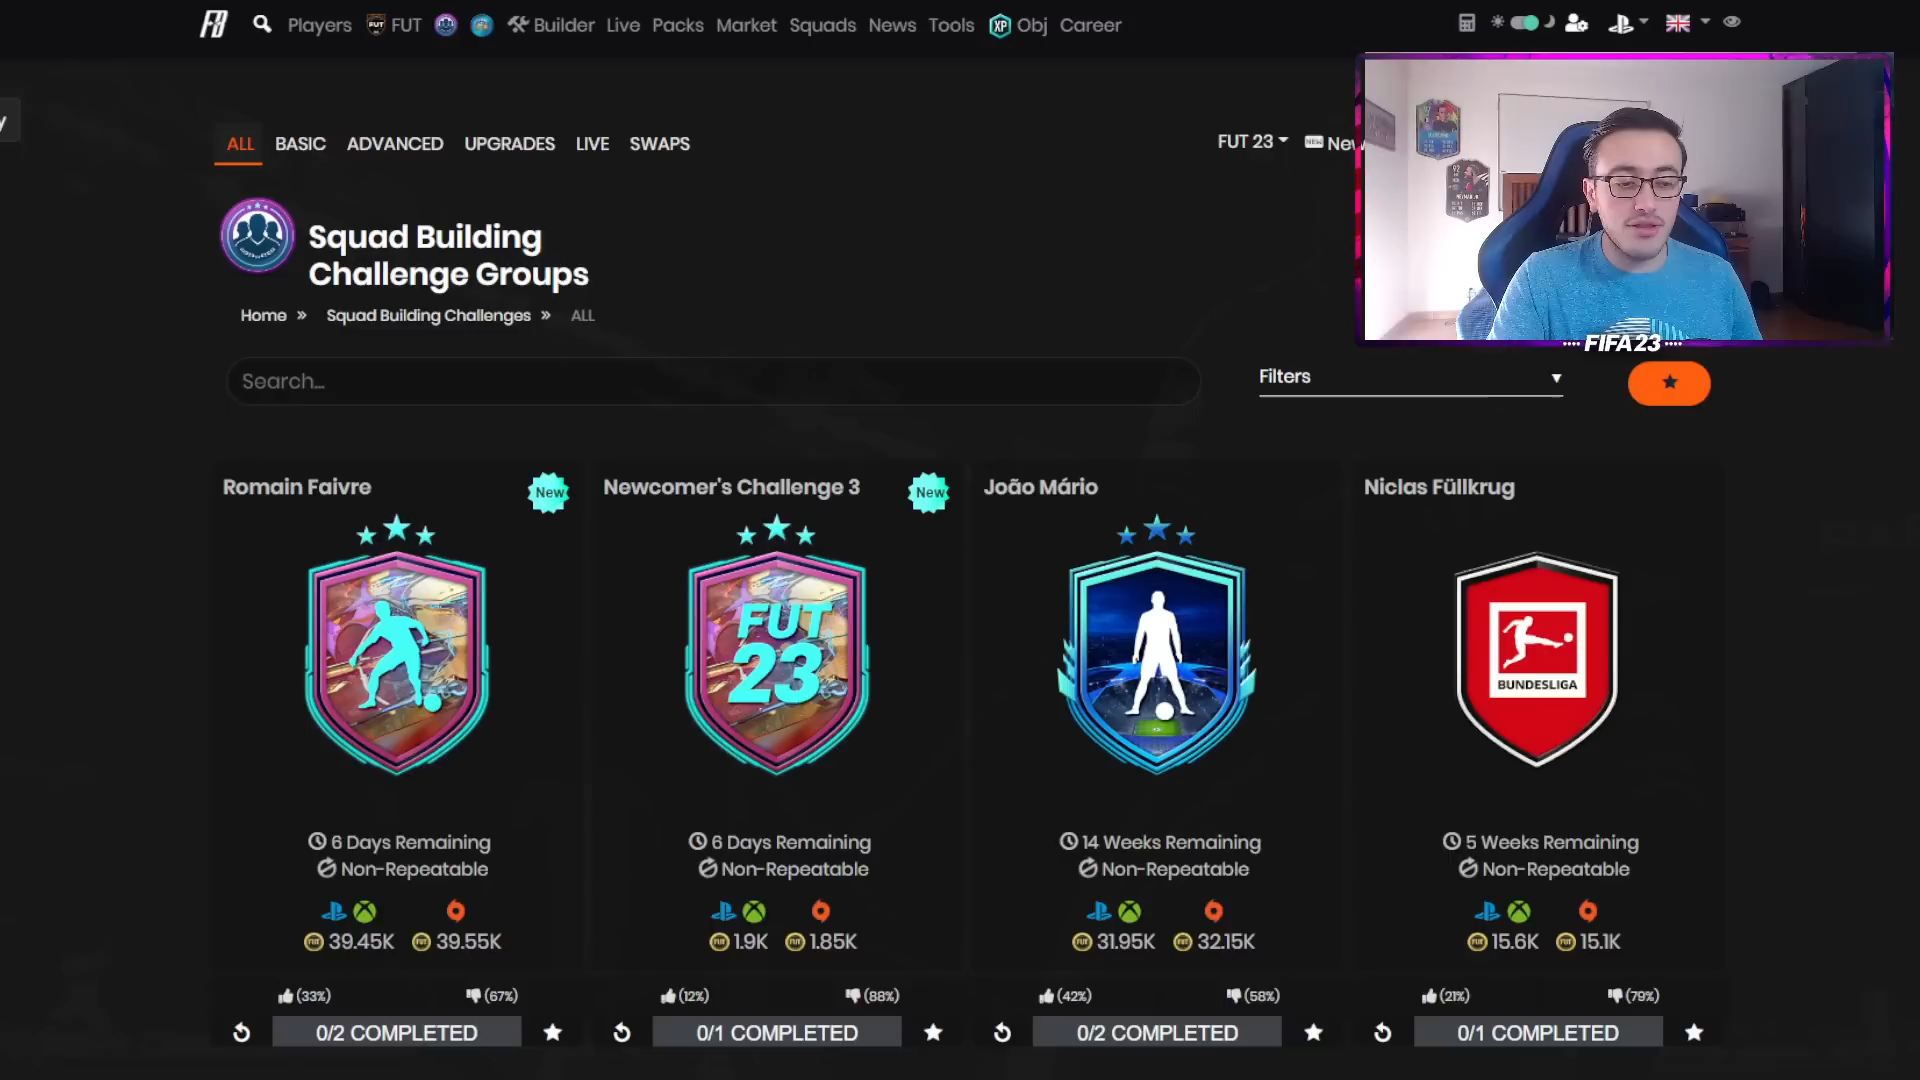 Players FUT Builder Live Packs Market Squads News Tools XP Obj Career
ALL BASIC ADVANCED UPGRADES LIVE SWAPS
FUT 23 NEW New
Squad Building
Challenge Groups
Home » Squad Building Challenges » ALL
FIFA 23
Search...
Filters
Romain Faivre New
Newcomer's Challenge 3 New
João Mário
Niclas Füllkrug
FUT
23
BUNDESLIGA
6 Days Remaining
Non-Repeatable
39.45K 39.55K
6 Days Remaining
Non-Repeatable
1.9K 1.85K
14 Weeks Remaining
Non-Repeatable
31.95K 32.15K
5 Weeks Remaining
Non-Repeatable
15.6K 15.1K
(33%) (67%)
(12%) (88%)
(42%) (58%)
(21%) (79%)
0/2 COMPLETED
0/1 COMPLETED
0/2 COMPLETED
0/1 COMPLETED